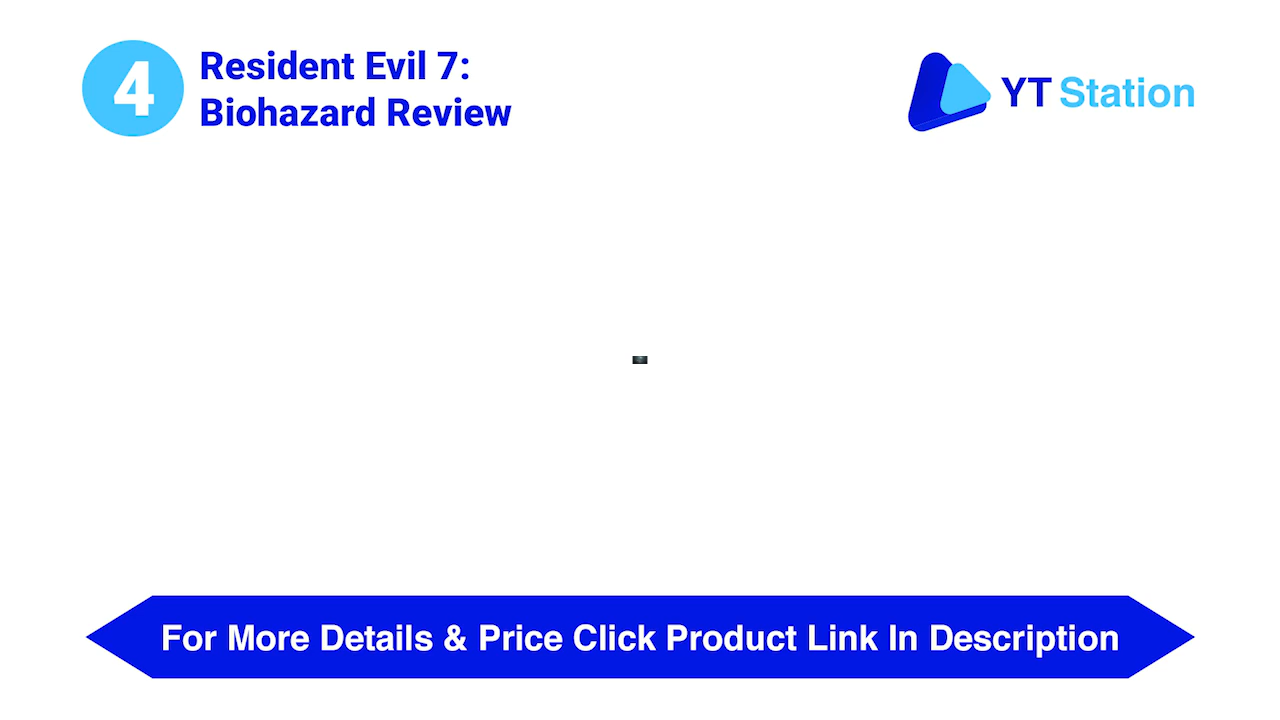 4
Resident Evil 7:
Biohazard Review
YT Station
For More Details & Price Click Product Link In Description